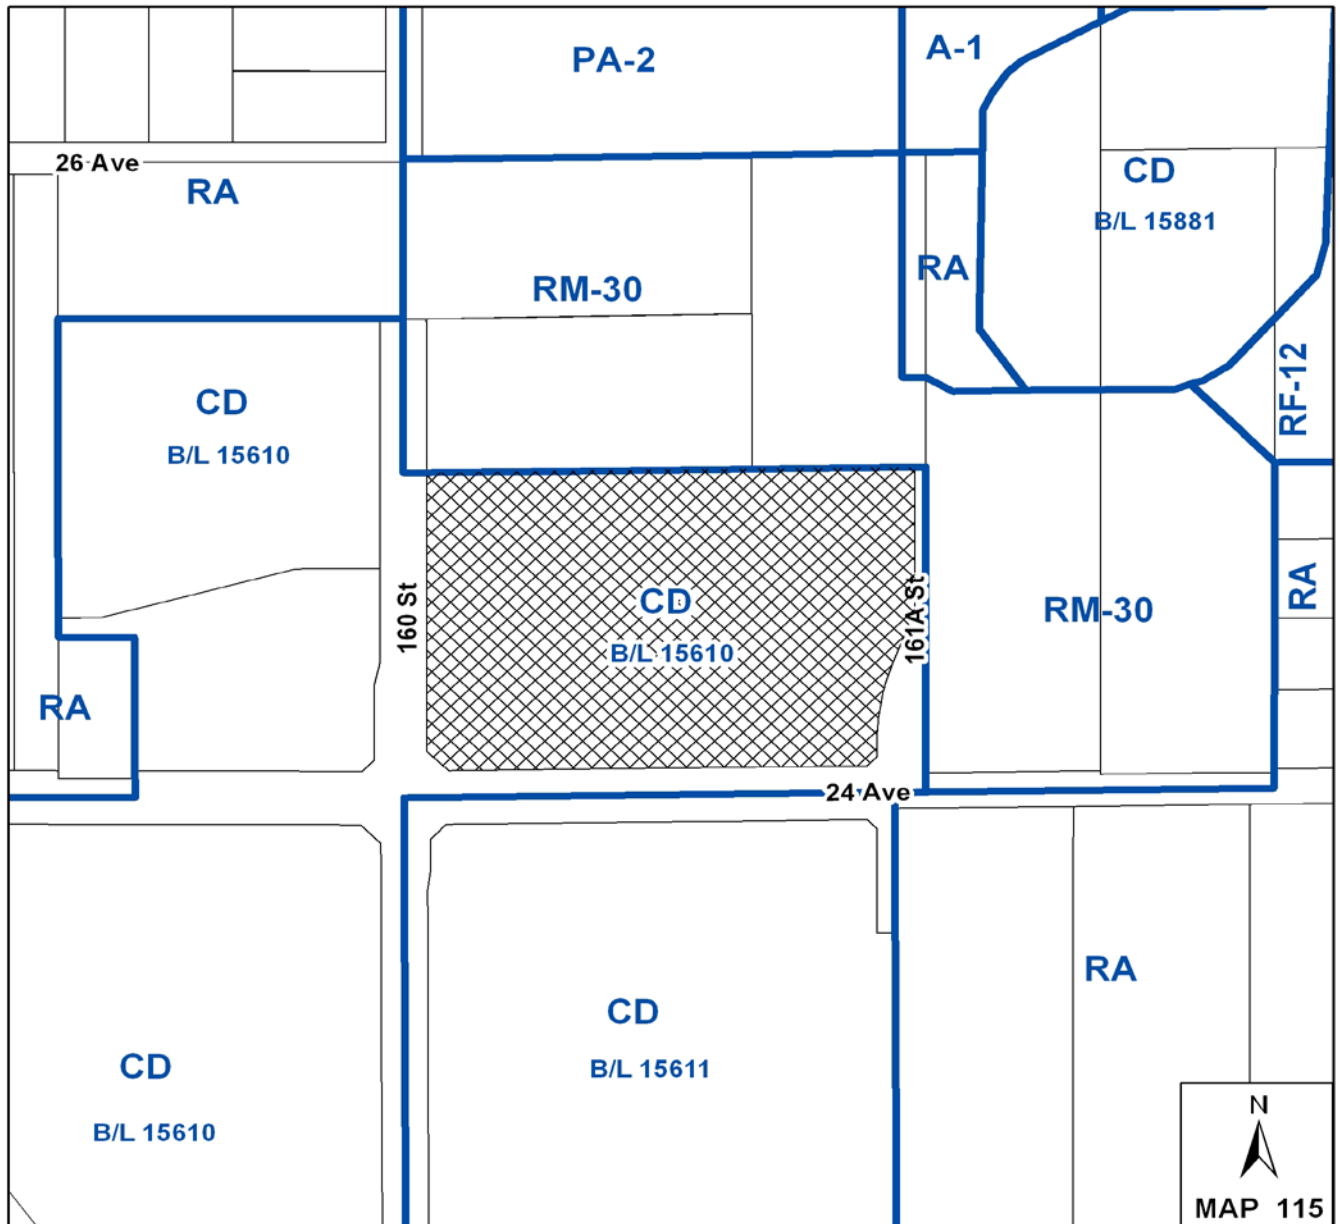 PA-2
A-1
26 Ave
RA
CD
B/L 15881
RA
RM-30
RF-12
CD
B/L 15610
160 St
CD
B/L 15610
161A St
RM-30
RA
RA
24 Ave
RA
CD
B/L 15611
CD
B/L 15610
N
MAP 115